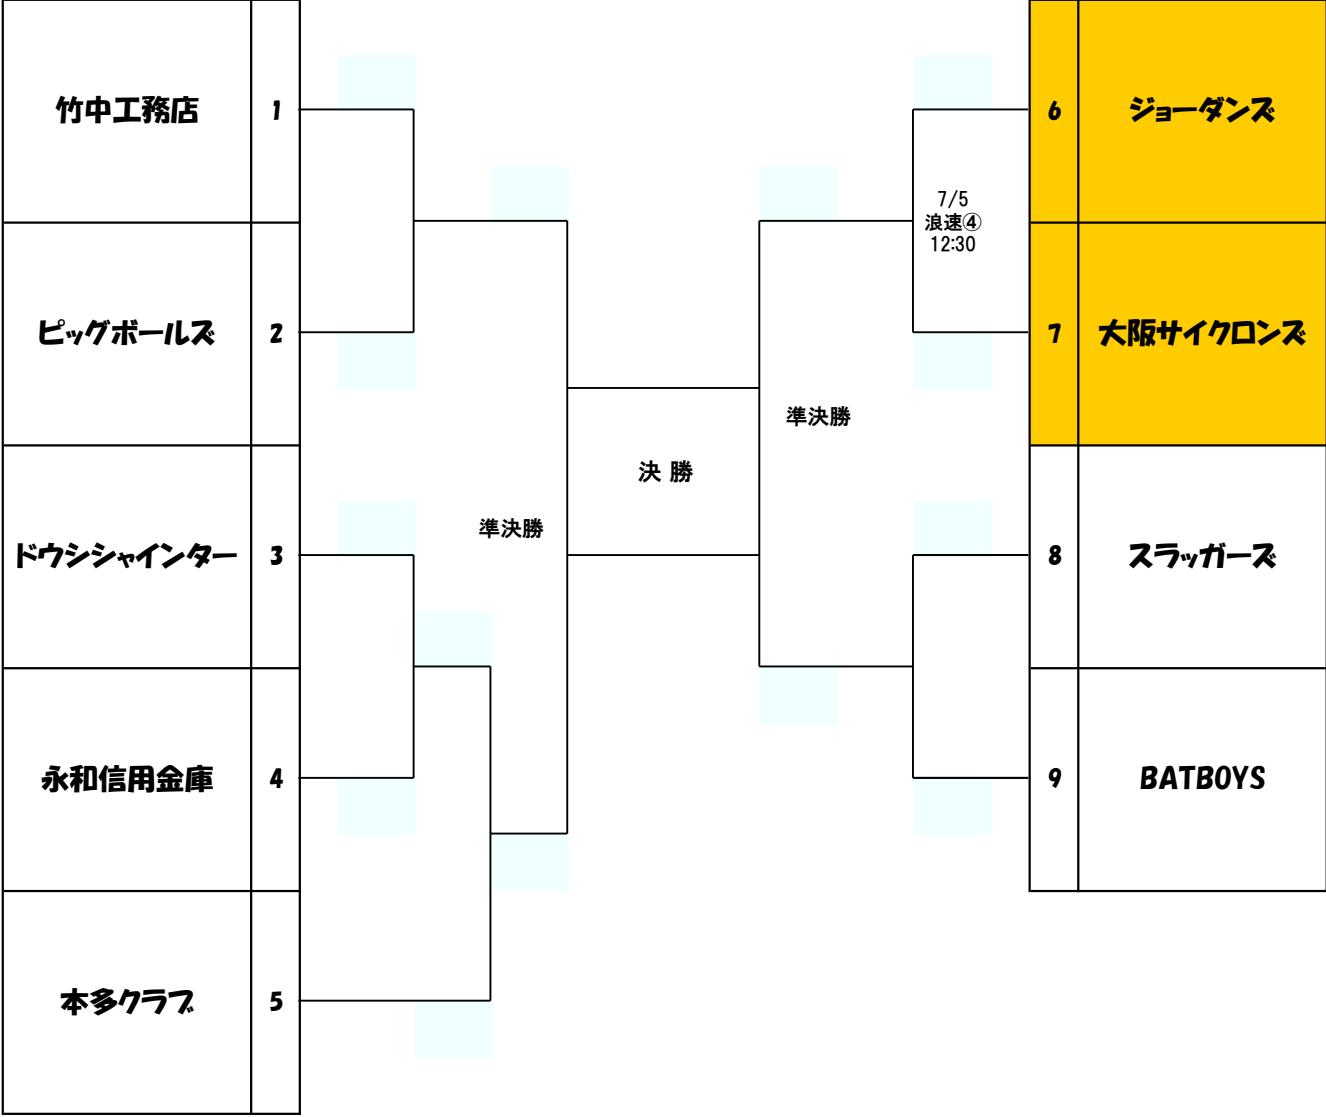 竹中工務店 1
ピッグボールズ 2
ドウシシャインター 3
永和信用金庫 4
本多クラブ 5
準決勝
決 勝
準決勝
7/5
浪速④
12:30
6 ジョーダンズ
7 大阪サイクロンズ
8 スラッガーズ
9 BATBOYS